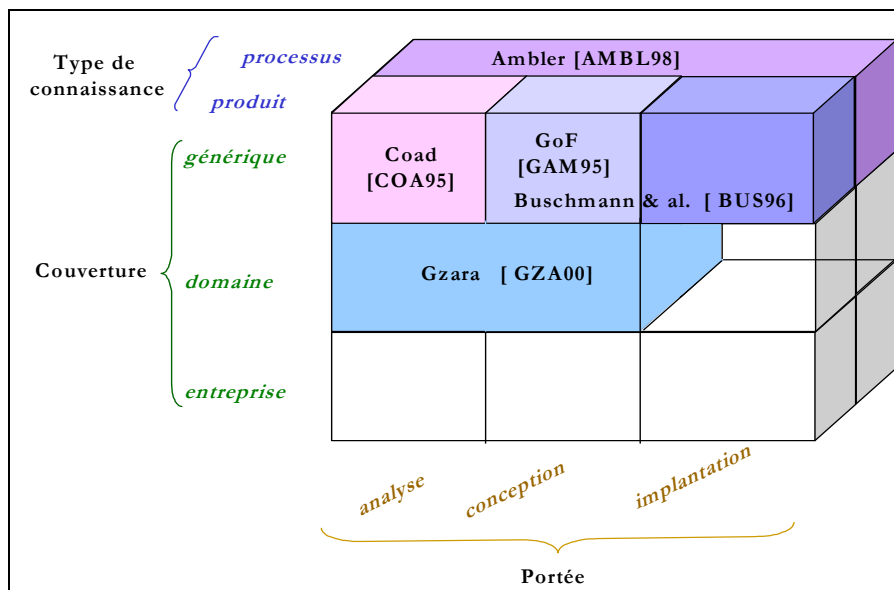 Type de
connaissance
processus
produit
Ambler [AMBL98]
Couverture
générique
domaine
entreprise
Coad
[COA95]
GoF
[GAM95]
Buschmann & al. [ BUS96]
Gzara [ GZA00]
analyse
conception
implantation
Portée